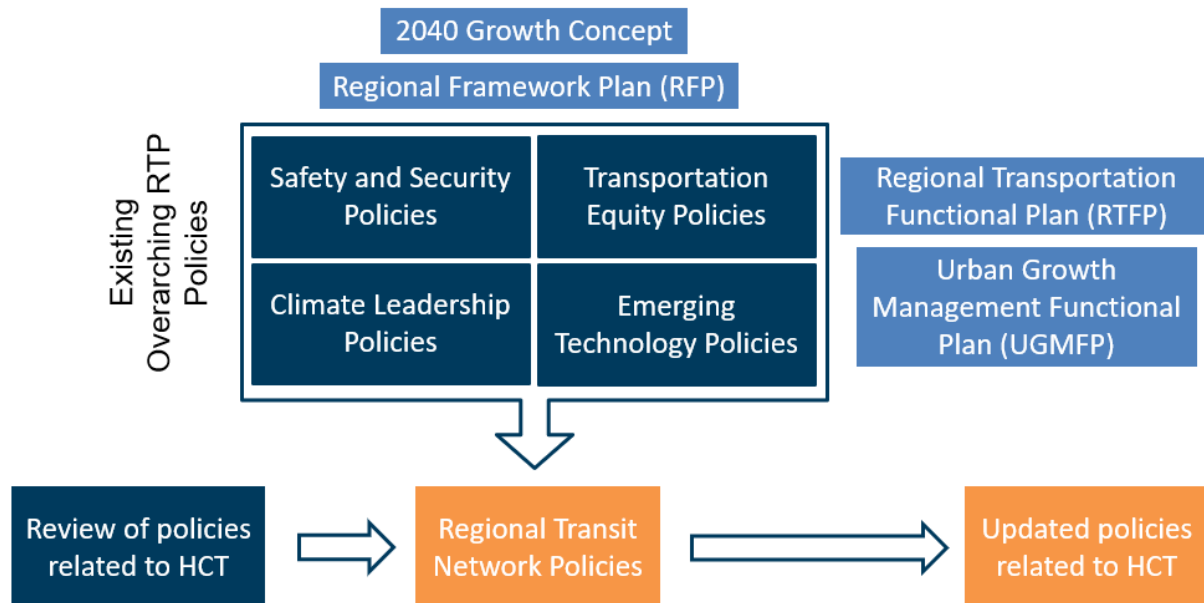 2040 Growth Concept
Regional Framework Plan (RFP)
Existing
Overarching RTP
Policies
Safety and Security
Policies
Transportation
Equity Policies
Climate Leadership
Policies
Emerging
Technology Policies
Regional Transportation
Functional Plan (RTFP)
Urban Growth
Management Functional
Plan (UGMFP)
Review of policies
related to HCT
Regional Transit
Network Policies
Updated policies
related to HCT